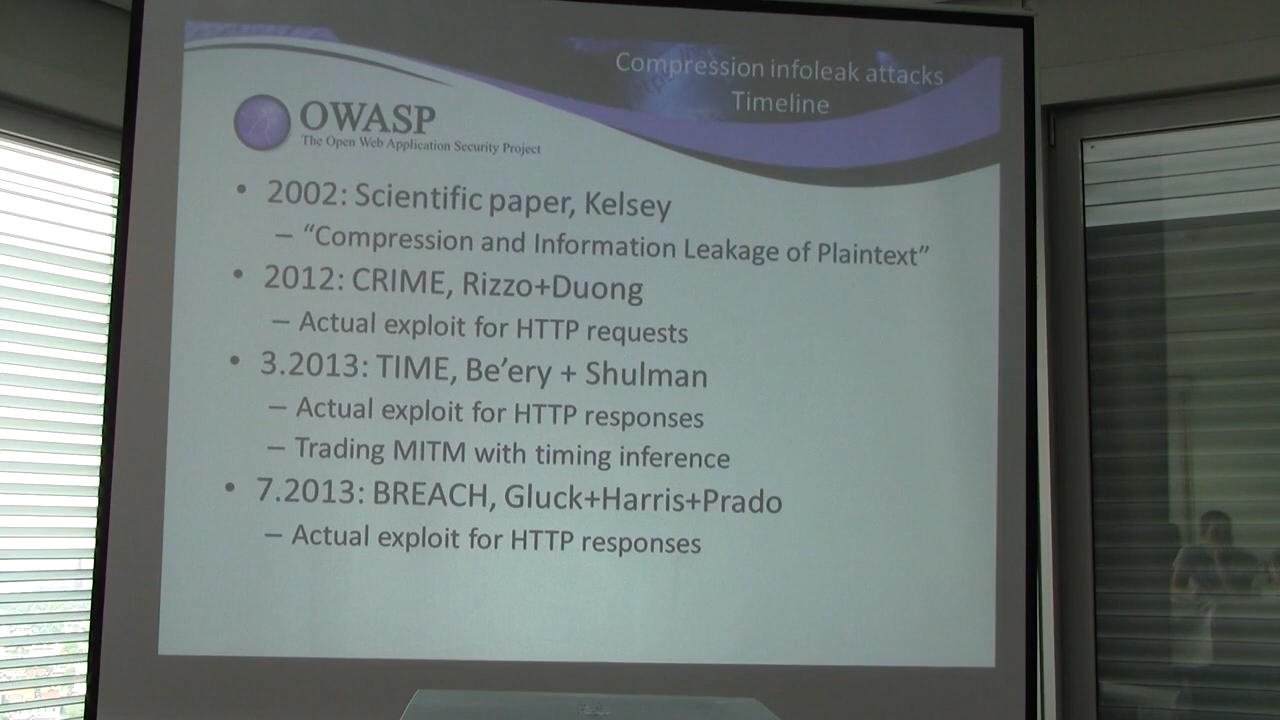 Compression infoleak attacks
Timeline
OWASP
The Open Web Application Security Project
• 2002: Scientific paper, Kelsey
– “Compression and Information Leakage of Plaintext”
• 2012: CRIME, Rizzo+Duong
– Actual exploit for HTTP requests
• 3.2013: TIME, Be’ery + Shulman
– Actual exploit for HTTP responses
– Trading MITM with timing inference
• 7.2013: BREACH, Gluck+Harris+Prado
– Actual exploit for HTTP responses